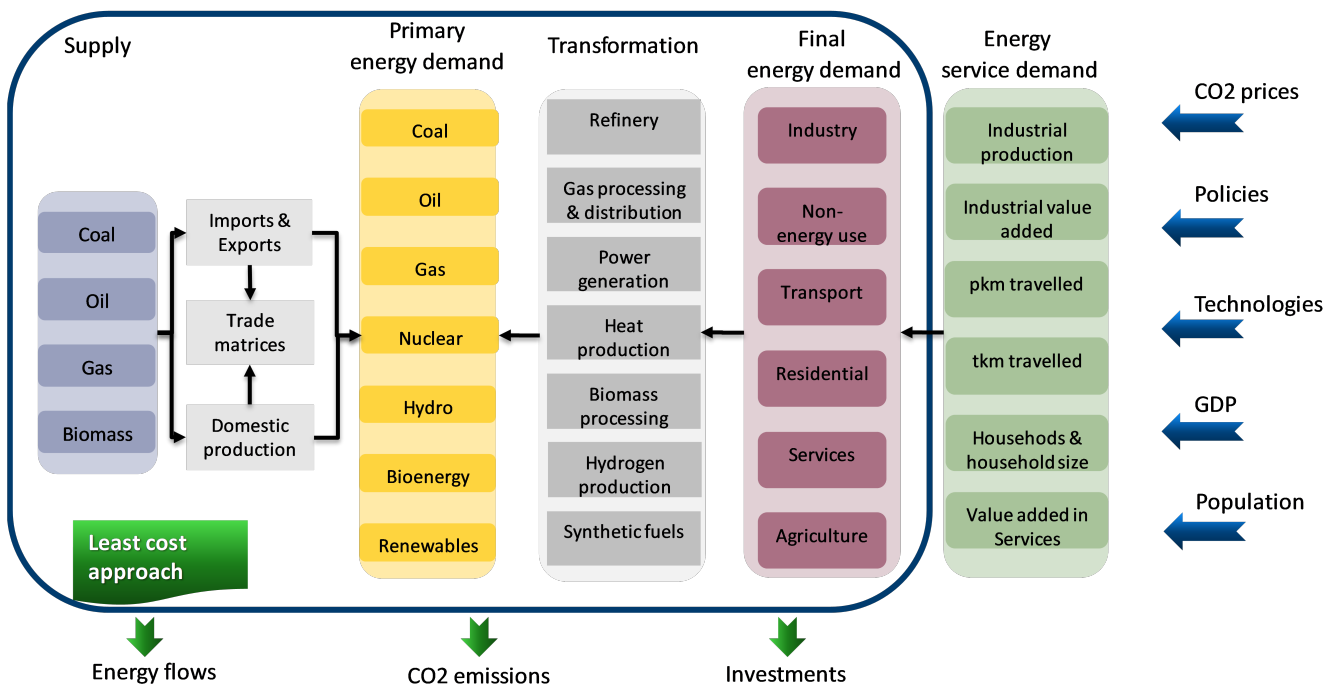 Supply
Primary
energy demand
Transformation
Final
energy demand
Energy
service demand
Coal
Oil
Gas
Biomass
Imports &
Exports
Trade
matrices
Domestic
production
Coal
Oil
Gas
Nuclear
Hydro
Bioenergy
Renewables
Refinery
Gas processing
& distribution
Power
generation
Heat
production
Biomass
processing
Hydrogen
production
Synthetic fuels
Industry
Non-
energy use
Transport
Residential
Services
Agriculture
Industrial
production
Industrial value
added
pkm travelled
tkm travelled
Househods &
household size
Value added in
Services
CO2 prices
Policies
Technologies
GDP
Population
Least cost
approach
Energy flows
CO2 emissions
Investments